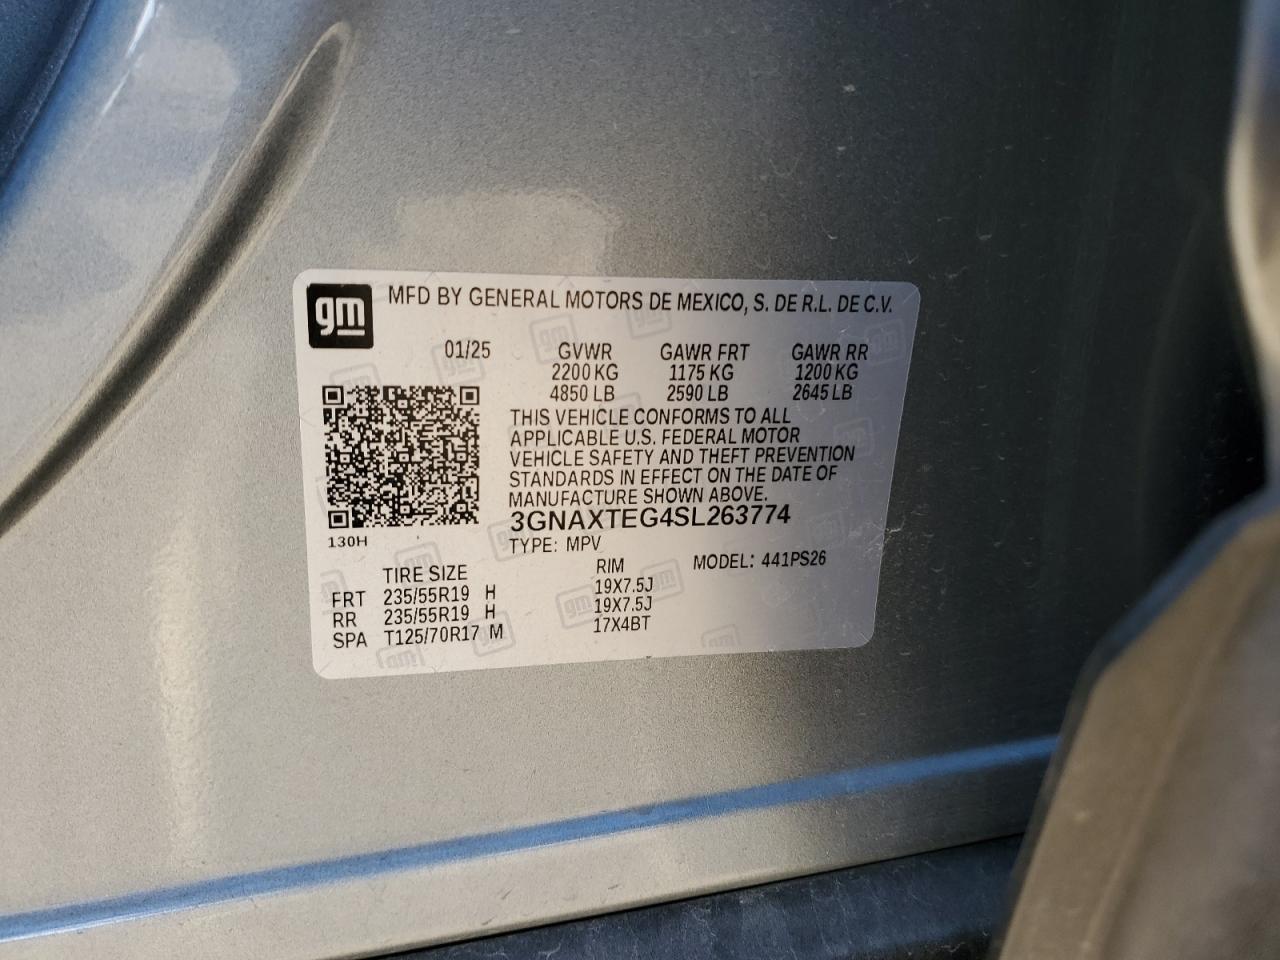 gm
MFD BY GENERAL MOTORS DE MEXICO, S. DE R.L. DE C.V.
01/25 GVWR GAWR FRT GAWR RR
2200 KG 1175 KG 1200 KG
4850 LB 2590 LB 2645 LB
THIS VEHICLE CONFORMS TO ALL
APPLICABLE U.S. FEDERAL MOTOR
VEHICLE SAFETY AND THEFT PREVENTION
STANDARDS IN EFFECT ON THE DATE OF
MANUFACTURE SHOWN ABOVE.
3GNAXTEG4SL263774
130H
TYPE: MPV
MODEL: 441PS26
TIRE SIZE RIM
FRT 235/55R19 H 19X7.5J
RR 235/55R19 H 19X7.5J
SPA T125/70R17 M 17X4BT